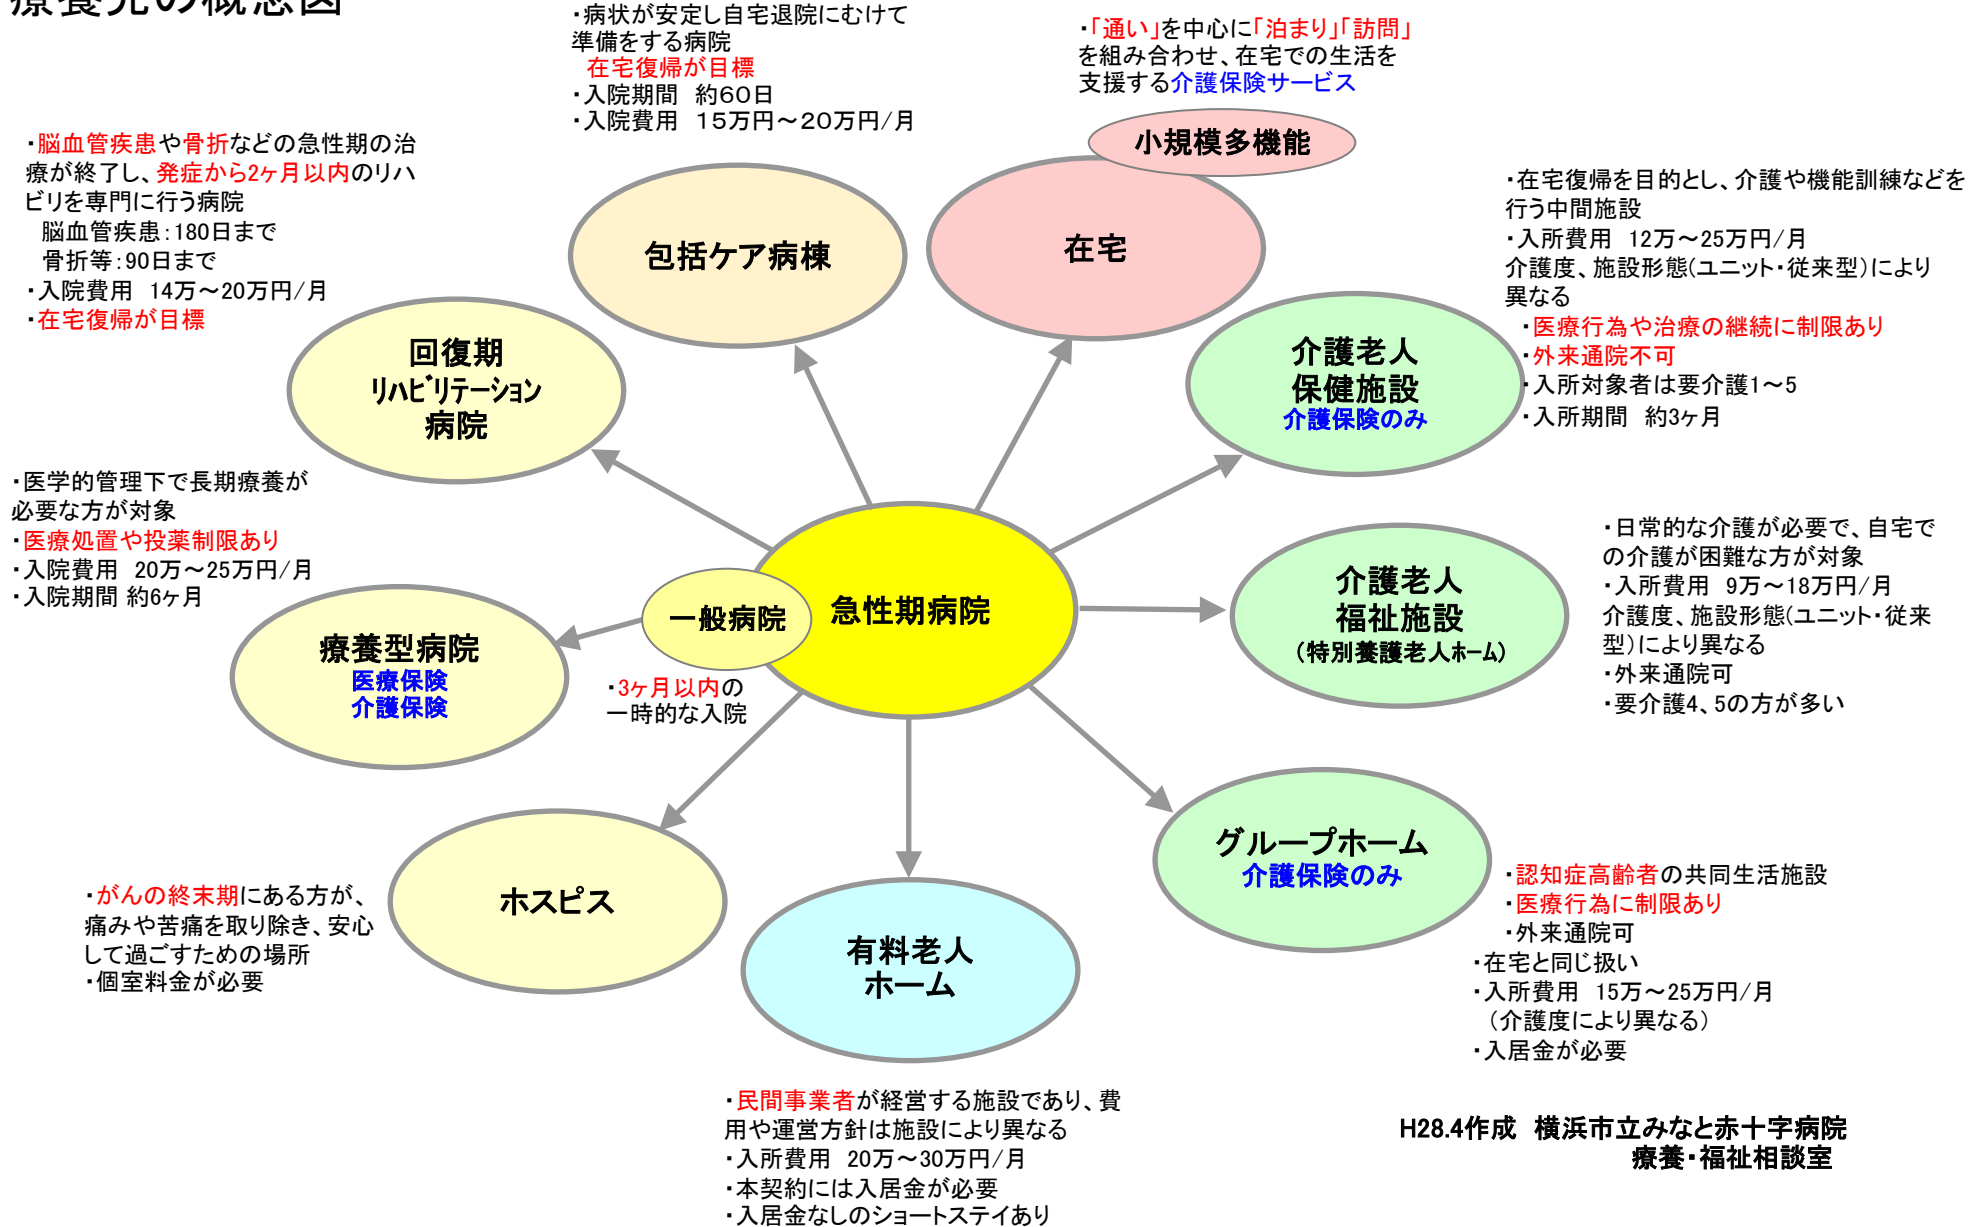 療養先の概念図
・病状が安定し自宅退院にむけて
準備をする病院
在宅復帰が目標
・入院期間 約60日
・入院費用 15万円～20万円/月
・「通い」を中心に「泊まり」「訪問」
を組み合わせ、在宅での生活を
支援する介護保険サービス
小規模多機能
・脳血管疾患や骨折などの急性期の治
療が終了し、発症から2ヶ月以内のリハ
ビリを専門に行う病院
脳血管疾患：180日まで
骨折等：90日まで
・入院費用 14万～20万円/月
・在宅復帰が目標
包括ケア病棟
在宅
・在宅復帰を目的とし、介護や機能訓練などを
行う中間施設
・入所費用 12万～25万円/月
介護度、施設形態(ユニット・従来型)により
異なる
・医療行為や治療の継続に制限あり
・外来通院不可
・入所対象者は要介護1～5
・入所期間 約3ヶ月
回復期
ﾘﾊﾋﾞﾘﾃｰｼｮﾝ
病院
介護老人
保健施設
介護保険のみ
・医学的管理下で長期療養が
必要な方が対象
・医療処置や投薬制限あり
・入院費用 20万～25万円/月
・入院期間 約6ヶ月
療養型病院
医療保険
介護保険
一般病院
・3ヶ月以内の
一時的な入院
急性期病院
介護老人
福祉施設
(特別養護老人ﾎｰﾑ)
・日常的な介護が必要で、自宅で
の介護が困難な方が対象
・入所費用 9万～18万円/月
介護度、施設形態(ユニット・従来
型)により異なる
・外来通院可
・要介護4、5の方が多い
グループホーム
介護保険のみ
・認知症高齢者の共同生活施設
・医療行為に制限あり
・外来通院可
・在宅と同じ扱い
・入所費用 15万～25万円/月
（介護度により異なる）
・入居金が必要
・がんの終末期にある方が、
痛みや苦痛を取り除き、安心
して過ごすための場所
・個室料金が必要
ホスピス
有料老人
ホーム
・民間事業者が経営する施設であり、費
用や運営方針は施設により異なる
・入所費用 20万～30万円/月
・本契約には入居金が必要
・入居金なしのショートステイあり
H28.4作成 横浜市立みなと赤十字病院
療養・福祉相談室